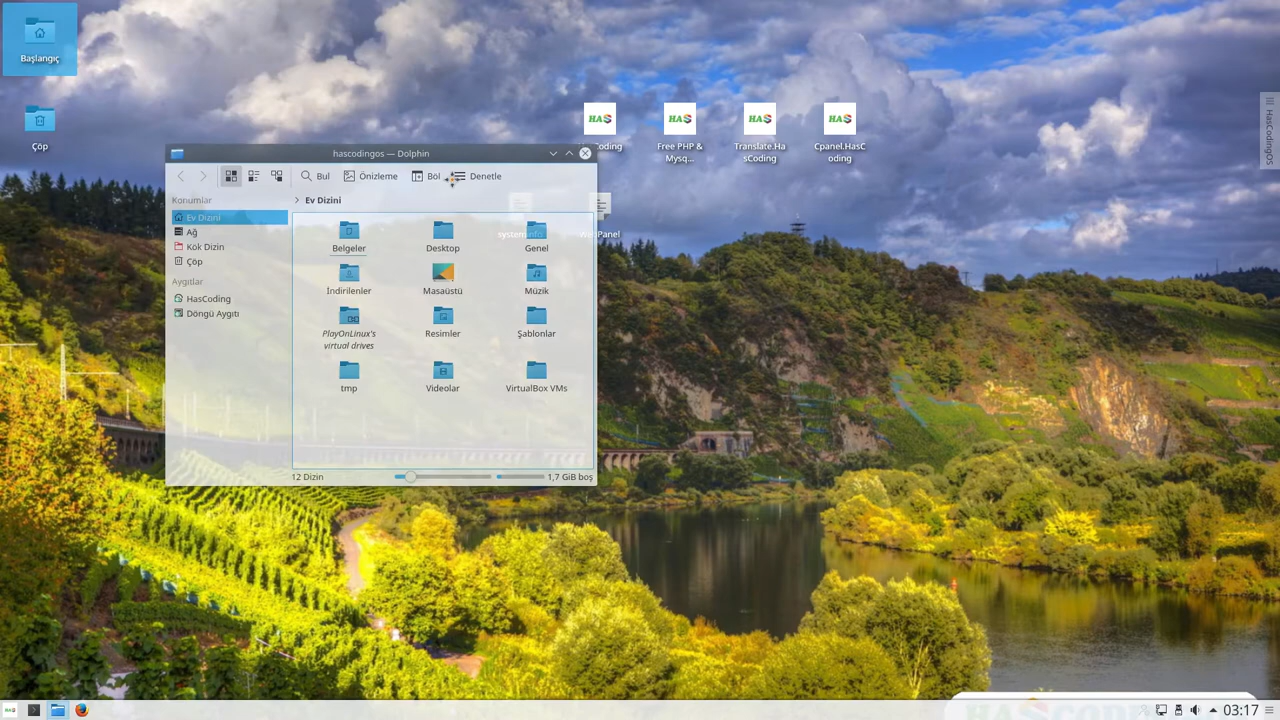 Başlangıç
Çöp
HAS
HAS
HAS
HAS
Coding
Free PHP &
Mysq...
Translate.Ha
sCoding
Cpanel.HasC
oding
HasCodingOS
hascodingos — Dolphin
Bul
Önizleme
Böl
Denetle
Konumlar
Ev Dizini
Ağ
Kök Dizin
Çöp
Aygıtlar
HasCoding
Döngü Aygıtı
Ev Dizini
Belgeler
Desktop
Genel
İndirilenler
Masaüstü
Müzik
PlayOnLinux's
virtual drives
Resimler
Şablonlar
tmp
Videolar
VirtualBox VMs
12 Dizin
1,7 GiB boş
03:17